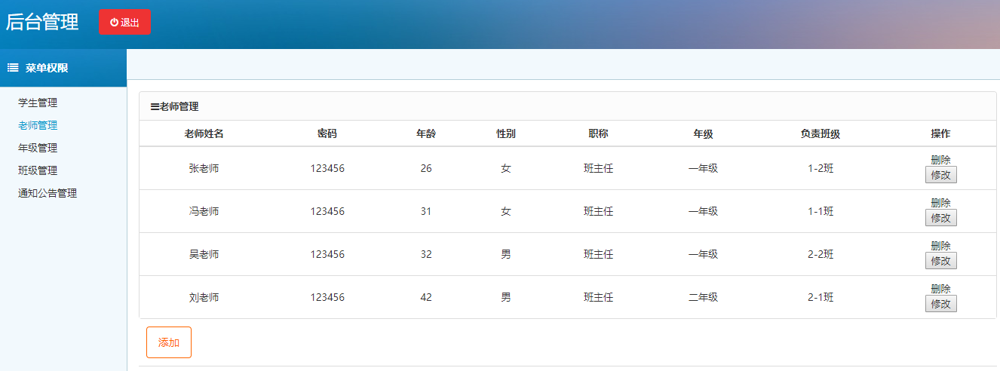 后台管理 退出
菜单权限
学生管理
老师管理
年级管理
班级管理
通知公告管理
老师管理
老师姓名 密码 年龄 性别 职称 年级 负责班级 操作
张老师 123456 26 女 班主任 一年级 1-2班 删除
修改
冯老师 123456 31 女 班主任 一年级 1-1班 删除
修改
吴老师 123456 32 男 班主任 一年级 2-2班 删除
修改
刘老师 123456 42 男 班主任 二年级 2-1班 删除
修改
添加